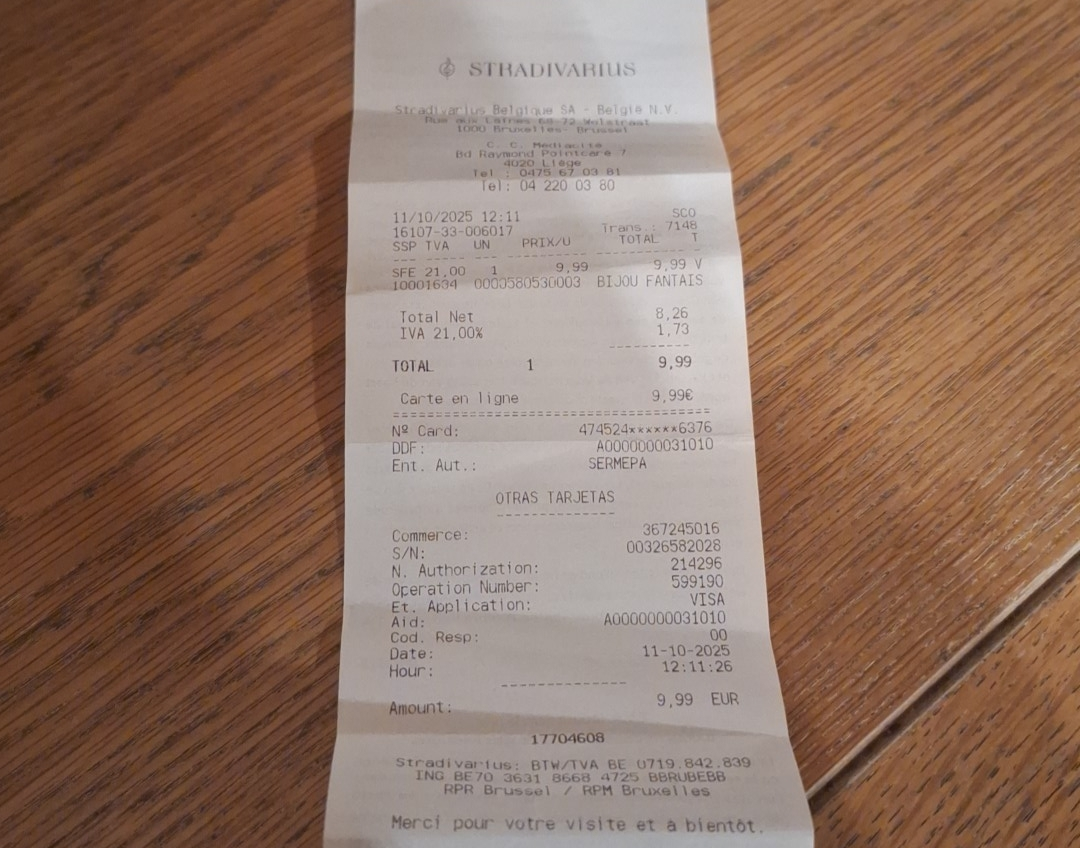 STRADIVARIUS
Stradivarius Belgique SA - België N.V.
Rue aux Laines 68-72 Wolstraat
1000 Bruxelles- Brussel
C. C. Médiacité
Bd Raymond Pointcaré 7
4020 Liège
Tel : 0475 67 03 81
Tel: 04 220 03 80
11/10/2025 12:11 SCO
16107-33-006017 Trans.: 7148
SSP TVA UN PRIX/U TOTAL T
--- ----- --- -------- ----------- -
SFE 21,00 1 9,99 9,99 V
10001634 0000580530003 BIJOU FANTAIS
Total Net 8,26
IVA 21,00% 1,73
----------
TOTAL 1 9,99
Carte en ligne 9,99€
========================================
Nº Card: 474524******6376
DDF: A0000000031010
Ent. Aut.: SERMEPA
OTRAS TARJETAS
---------------
Commerce: 367245016
S/N: 00326582028
N. Authorization: 214296
Operation Number: 599190
Et. Application: VISA
Aid: A0000000031010
Cod. Resp: 00
Date: 11-10-2025
Hour: 12:11:26
---------------
Amount: 9,99 EUR
17704608
Stradivarius: BTW/TVA BE 0719.842.839
ING BE70 3631 8668 4725 BBRUBEBB
RPR Brussel / RPM Bruxelles
Merci pour votre visite et à bientôt.